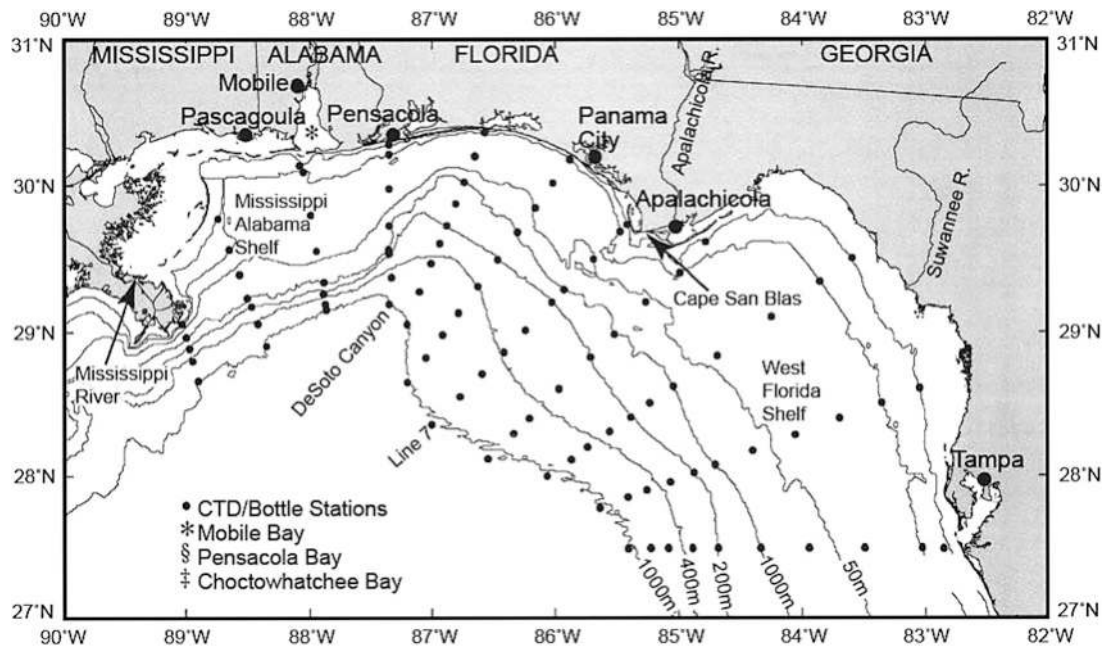 90°W 89°W 88°W 87°W 86°W 85°W 84°W 83°W 82°W
31°N 31°N
MISSISSIPPI ALABAMA FLORIDA GEORGIA
Mobile
Pascagoula Pensacola
*
Panama
City
Apalachicola R.
Suwannee R.
30°N 30°N
Mississippi
Alabama
Shelf
Apalachicola
Cape San Blas
29°N 29°N
Mississippi
River
DeSoto Canyon
Line 7
West
Florida
Shelf
28°N 28°N
Tampa
• CTD/Bottle Stations
* Mobile Bay
§ Pensacola Bay
‡ Choctowhatchee Bay
1000m 400m 200m 1000m 50m
27°N 27°N
90°W 89°W 88°W 87°W 86°W 85°W 84°W 83°W 82°W